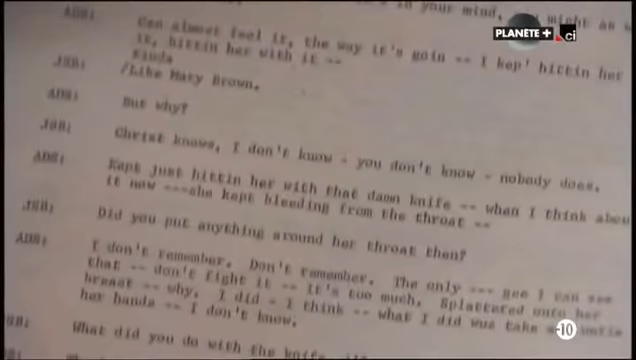 in your mind, might as
PLANÈTE + ci
ADS: Can almost feel it, the way it's goin -- I kep' hittin her
it, hittin her with it --
Kinda
JSB: /Like Mary Brown.
ADS: But why?
JSB: Christ knows, I don't know - you don't know - nobody does.
ADS: Kept just hittin her with that damn knife -- when I think abou
it now ---she kept bleeding from the throat --
JSB: Did you put anything around her throat then?
ADS: I don't remember. Don't remember. The only --- gee I can see
that -- don't fight it -- it's too much. Splattered onto her
breast -- why. I did - I think -- what I did was take a
her hands -- I don't know.
JSB: What did you do with the knife
-10